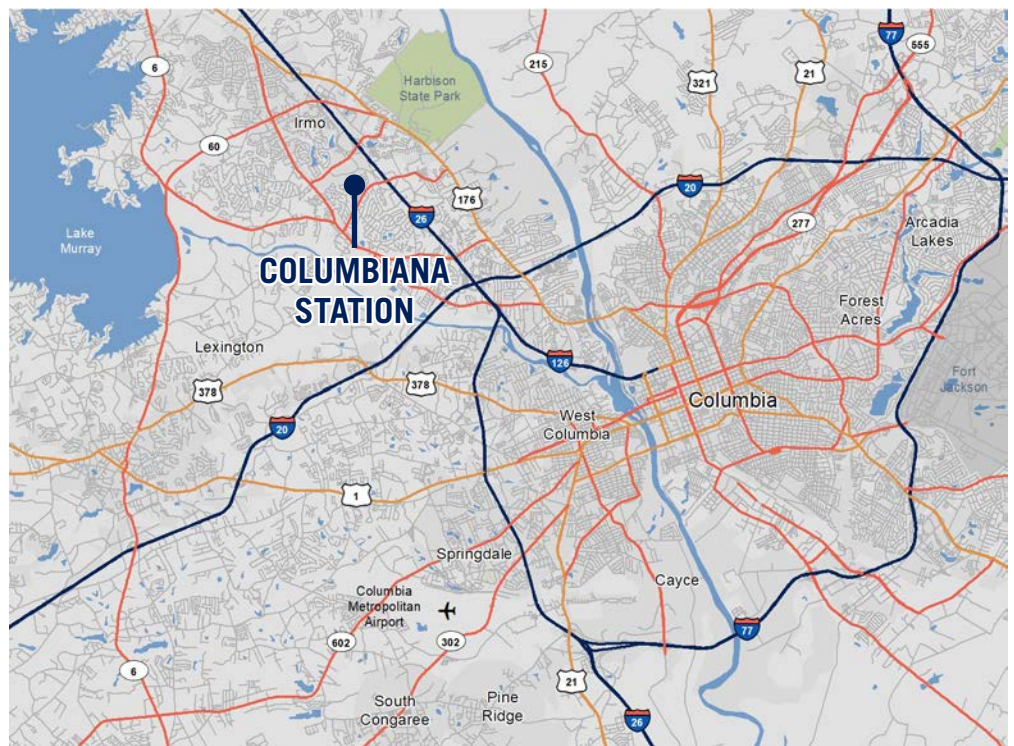 77
555
6
215
321
21
Harbison
State Park
Irmo
60
176
20
26
277
Arcadia
Lakes
Lake
Murray
COLUMBIANA
STATION
Forest
Acres
Lexington
126
378
378
Fort
Jackson
Columbia
West
Columbia
20
1
Springdale
Cayce
Columbia
Metropolitan
Airport
602
302
77
6
21
South
Congaree
Pine
Ridge
26